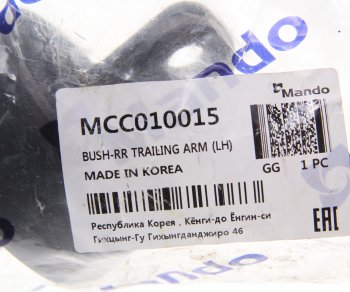 Mando
Mando
MCC010015
BUSH-RR TRAILING ARM (LH)
MADE IN KOREA
GG 1 PC
Республика Корея , Кёнги-до Ёнгин-си
Гихцынг-Гу Гихынгданджиро 46
EAC